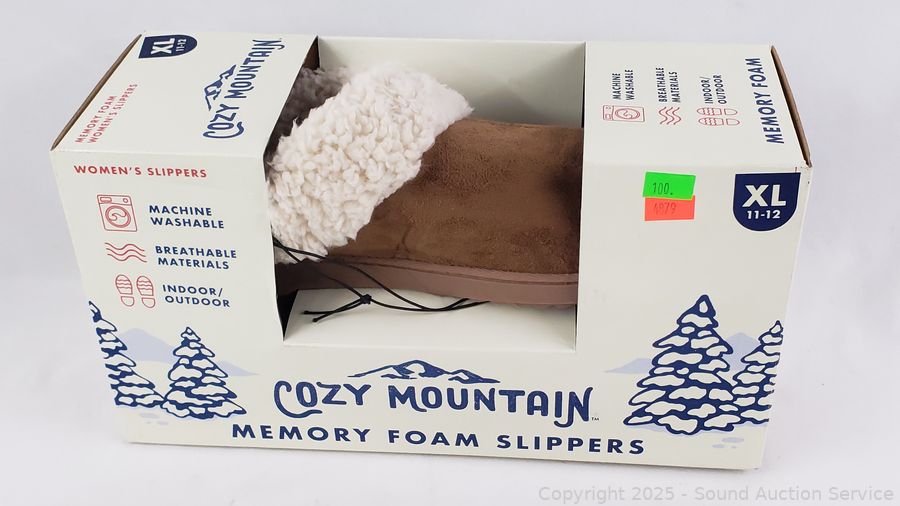 XL
11-12
COZY MOUNTAIN
MEMORY FOAM
WOMEN'S SLIPPERS
MACHINE
WASHABLE
BREATHABLE
MATERIALS
INDOOR/
OUTDOOR
MEMORY FOAM
WOMEN'S SLIPPERS
MACHINE
WASHABLE
BREATHABLE
MATERIALS
INDOOR/
OUTDOOR
100.
4879
XL
11-12
COZY MOUNTAIN™
MEMORY FOAM SLIPPERS
Copyright 2025 - Sound Auction Service